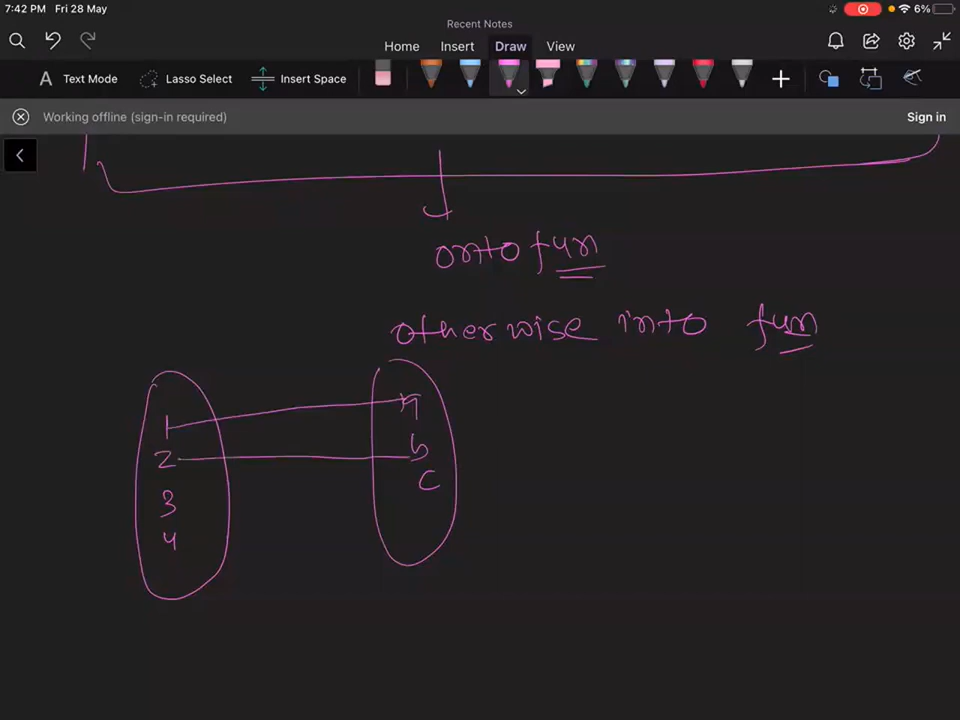 7:42 PM Fri 28 May 6%
Recent Notes
Home Insert Draw View
Text Mode Lasso Select Insert Space
Working offline (sign-in required) Sign in
onto fun
otherwise into fun
1 a
2 b
c
3
4